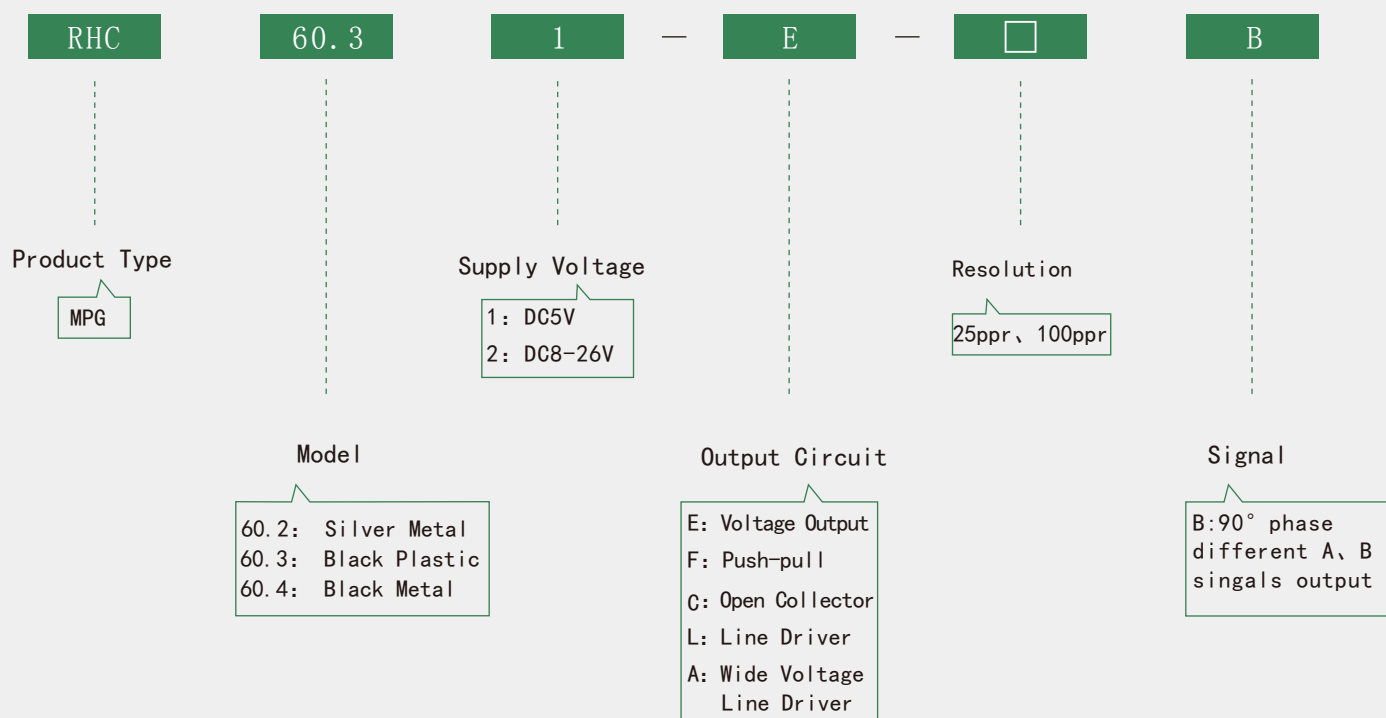 RHC 60.3 1 — E — □ B
Product Type
MPG
Supply Voltage
1: DC5V
2: DC8-26V
Resolution
25ppr、100ppr
Model
60.2: Silver Metal
60.3: Black Plastic
60.4: Black Metal
Output Circuit
E: Voltage Output
F: Push-pull
C: Open Collector
L: Line Driver
A: Wide Voltage
Line Driver
Signal
B:90° phase
different A、B
singals output